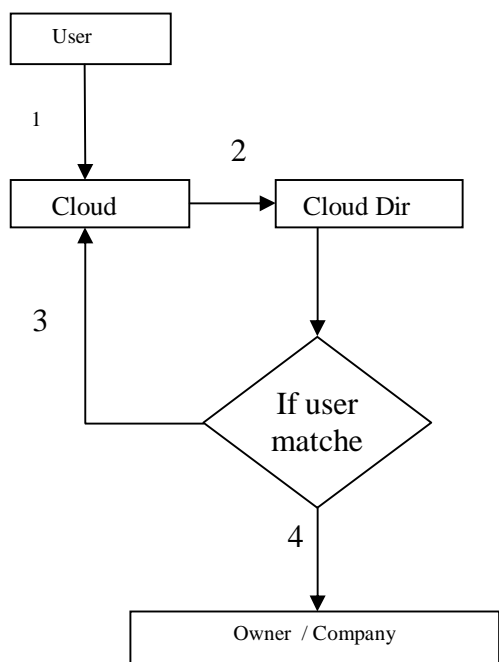 User
1
2
Cloud
Cloud Dir
3
If user
matche
4
Owner / Company